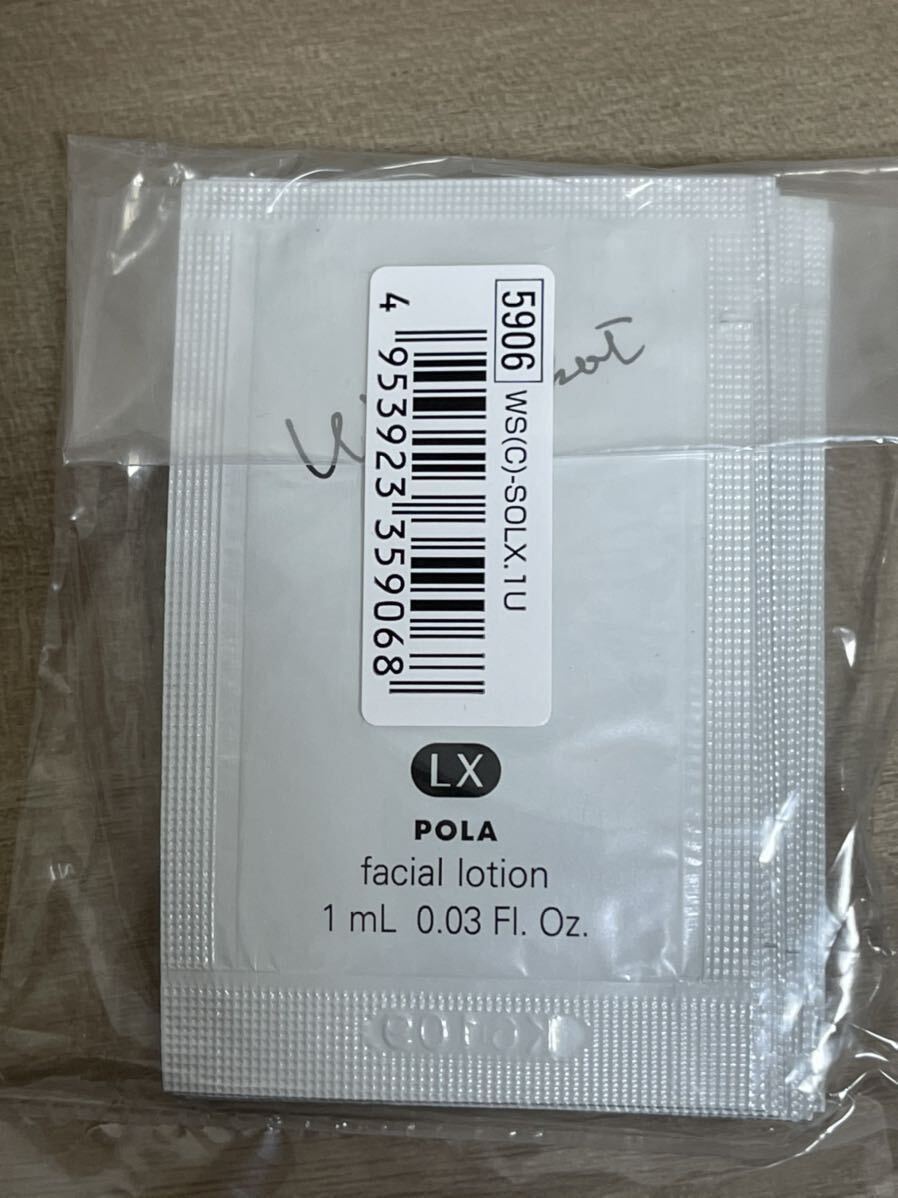 5906 WS(C)-SOLX.1U
4 953923 359068
LX
POLA
facial lotion
1 mL 0.03 Fl. Oz.